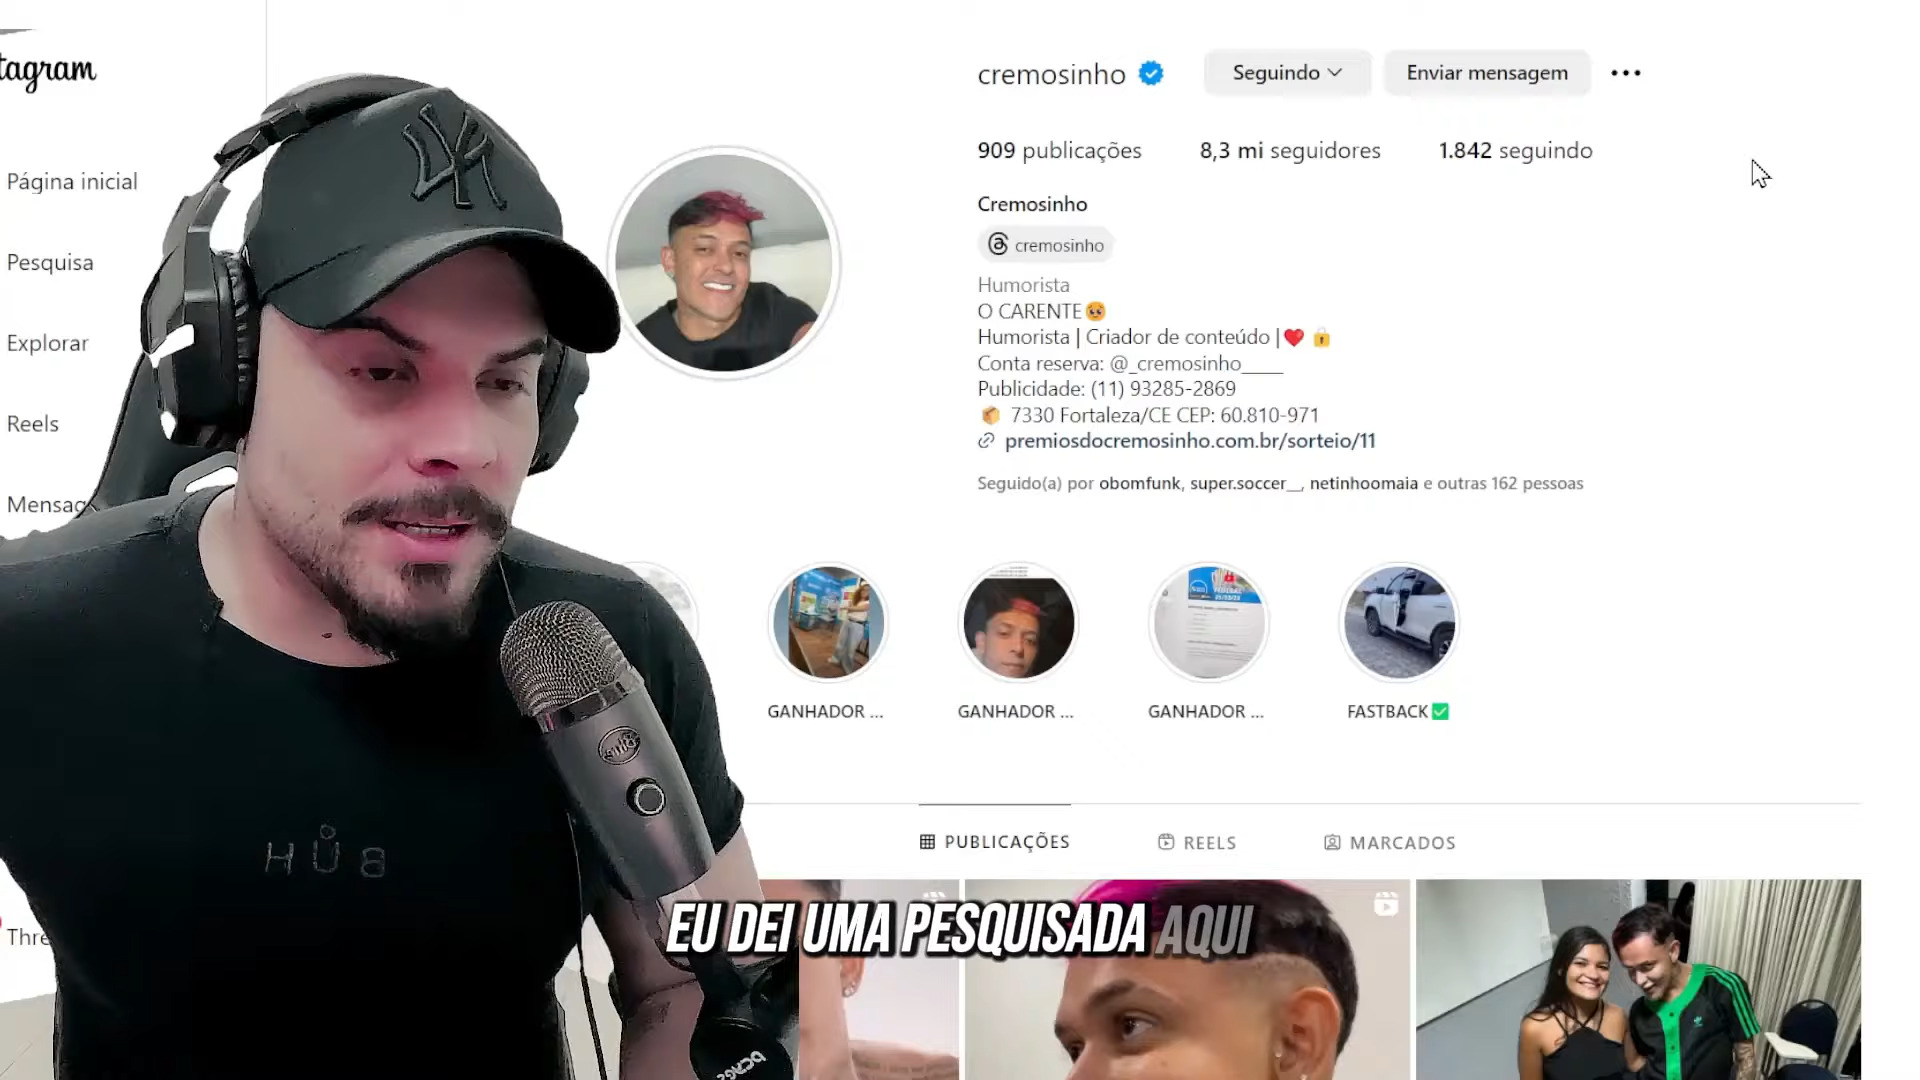 tagram
Página inicial
Pesquisa
Explorar
Reels
Mensag
Thre
cremosinho
Seguindo
Enviar mensagem
909 publicações
8,3 mi seguidores
1.842 seguindo
Cremosinho
cremosinho
Humorista
O CARENTE
Humorista | Criador de conteúdo |
Conta reserva: @_cremosinho_____
Publicidade: (11) 93285-2869
7330 Fortaleza/CE CEP: 60.810-971
premiosdocremosinho.com.br/sorteio/11
Seguido(a) por obomfunk, super.soccer__, netinhoomaia e outras 162 pessoas
GANHADOR ...
GANHADOR ...
GANHADOR ...
FASTBACK
PUBLICAÇÕES
REELS
MARCADOS
NY
HUB
blue
EU DEI UMA PESQUISADA AQUI